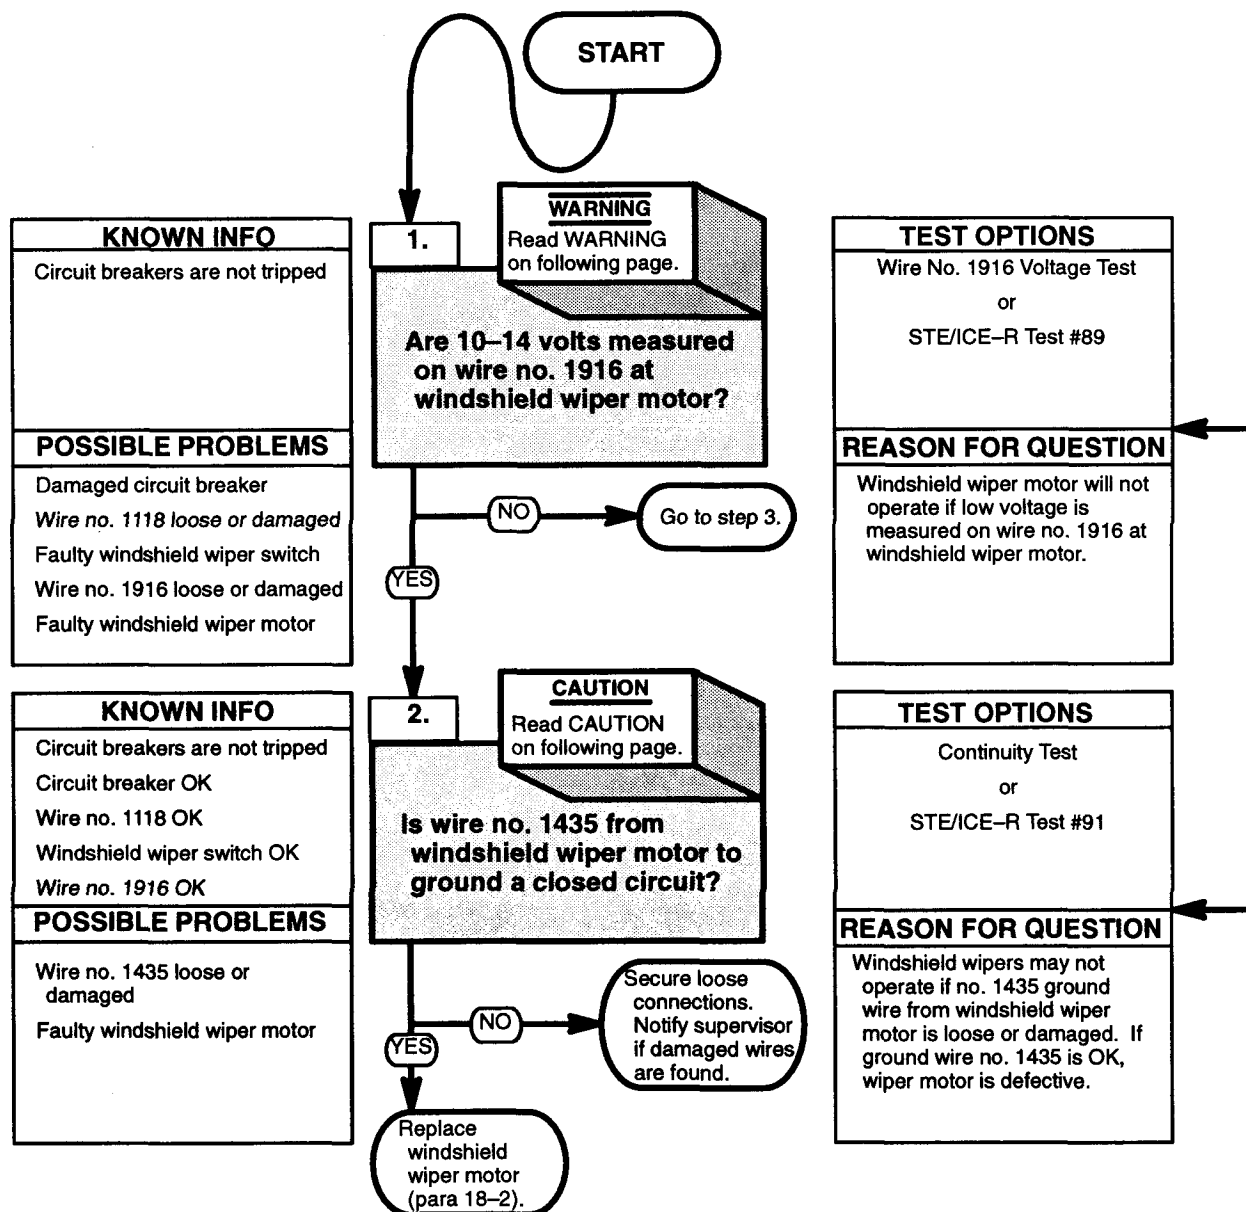 START
KNOWN INFO
Circuit breakers are not tripped
POSSIBLE PROBLEMS
Damaged circuit breaker
Wire no. 1118 loose or damaged
Faulty windshield wiper switch
Wire no. 1916 loose or damaged
Faulty windshield wiper motor
1.
WARNING
Read WARNING
on following page.
Are 10–14 volts measured
on wire no. 1916 at
windshield wiper motor?
NO
Go to step 3.
YES
TEST OPTIONS
Wire No. 1916 Voltage Test
or
STE/ICE–R Test #89
REASON FOR QUESTION
Windshield wiper motor will not
operate if low voltage is
measured on wire no. 1916 at
windshield wiper motor.
KNOWN INFO
Circuit breakers are not tripped
Circuit breaker OK
Wire no. 1118 OK
Windshield wiper switch OK
Wire no. 1916 OK
POSSIBLE PROBLEMS
Wire no. 1435 loose or
damaged
Faulty windshield wiper motor
2.
CAUTION
Read CAUTION
on following page.
Is wire no. 1435 from
windshield wiper motor to
ground a closed circuit?
NO
Secure loose
connections.
Notify supervisor
if damaged wires
are found.
YES
Replace
windshield
wiper motor
(para 18–2).
TEST OPTIONS
Continuity Test
or
STE/ICE–R Test #91
REASON FOR QUESTION
Windshield wipers may not
operate if no. 1435 ground
wire from windshield wiper
motor is loose or damaged. If
ground wire no. 1435 is OK,
wiper motor is defective.